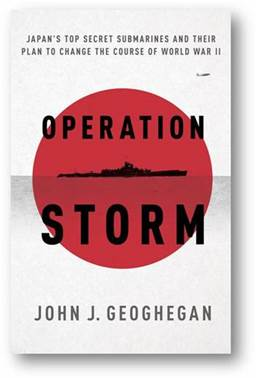 JAPAN'S TOP SECRET SUBMARINES AND THEIR
PLAN TO CHANGE THE COURSE OF WORLD WAR II
OPERATION
STORM
JOHN J. GEOGHEGAN